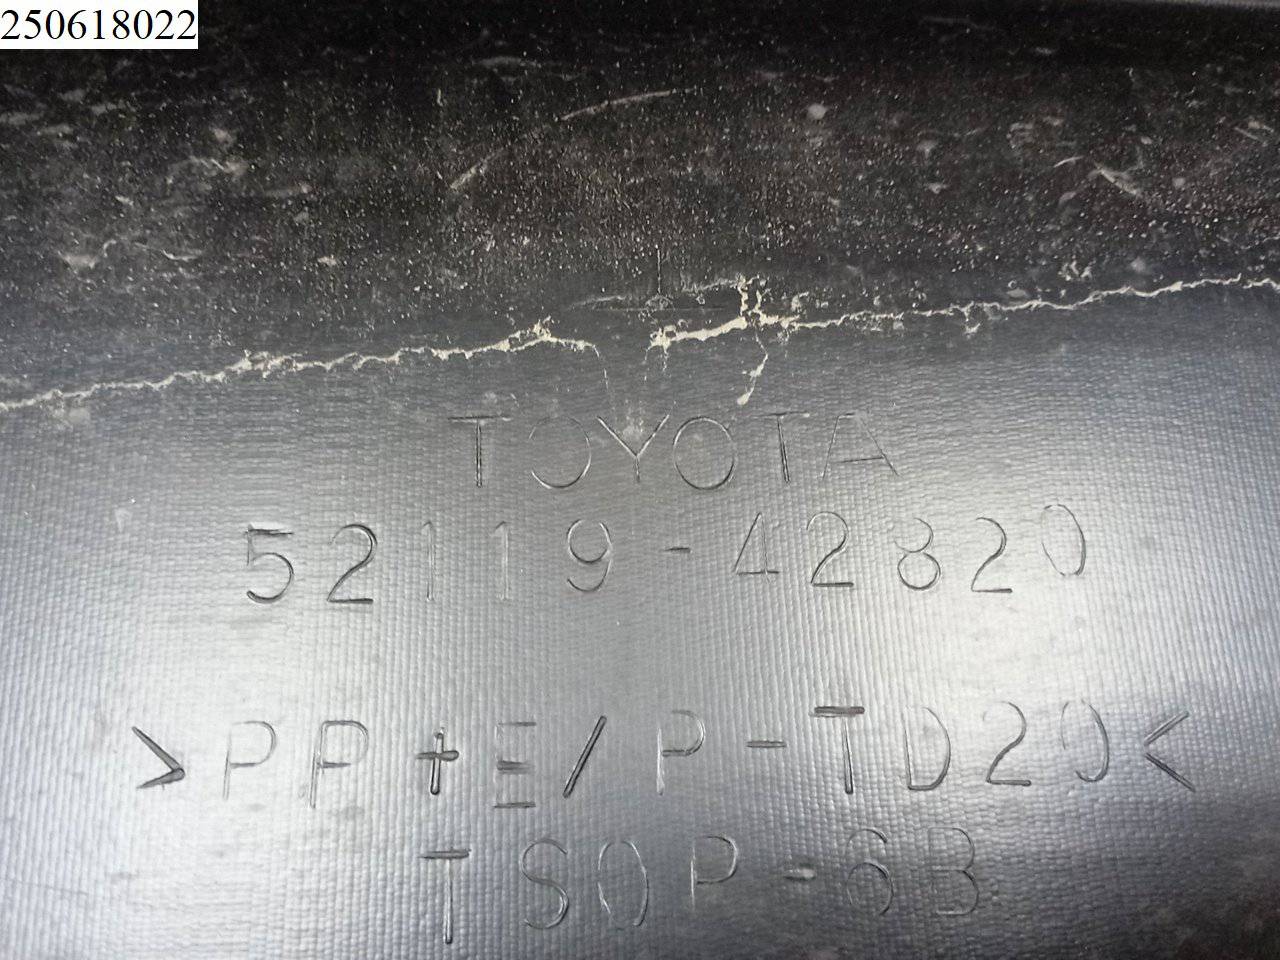 250618022
TOYOTA
52119-42820
>PP+E/P-TD20<
TSOP-6B